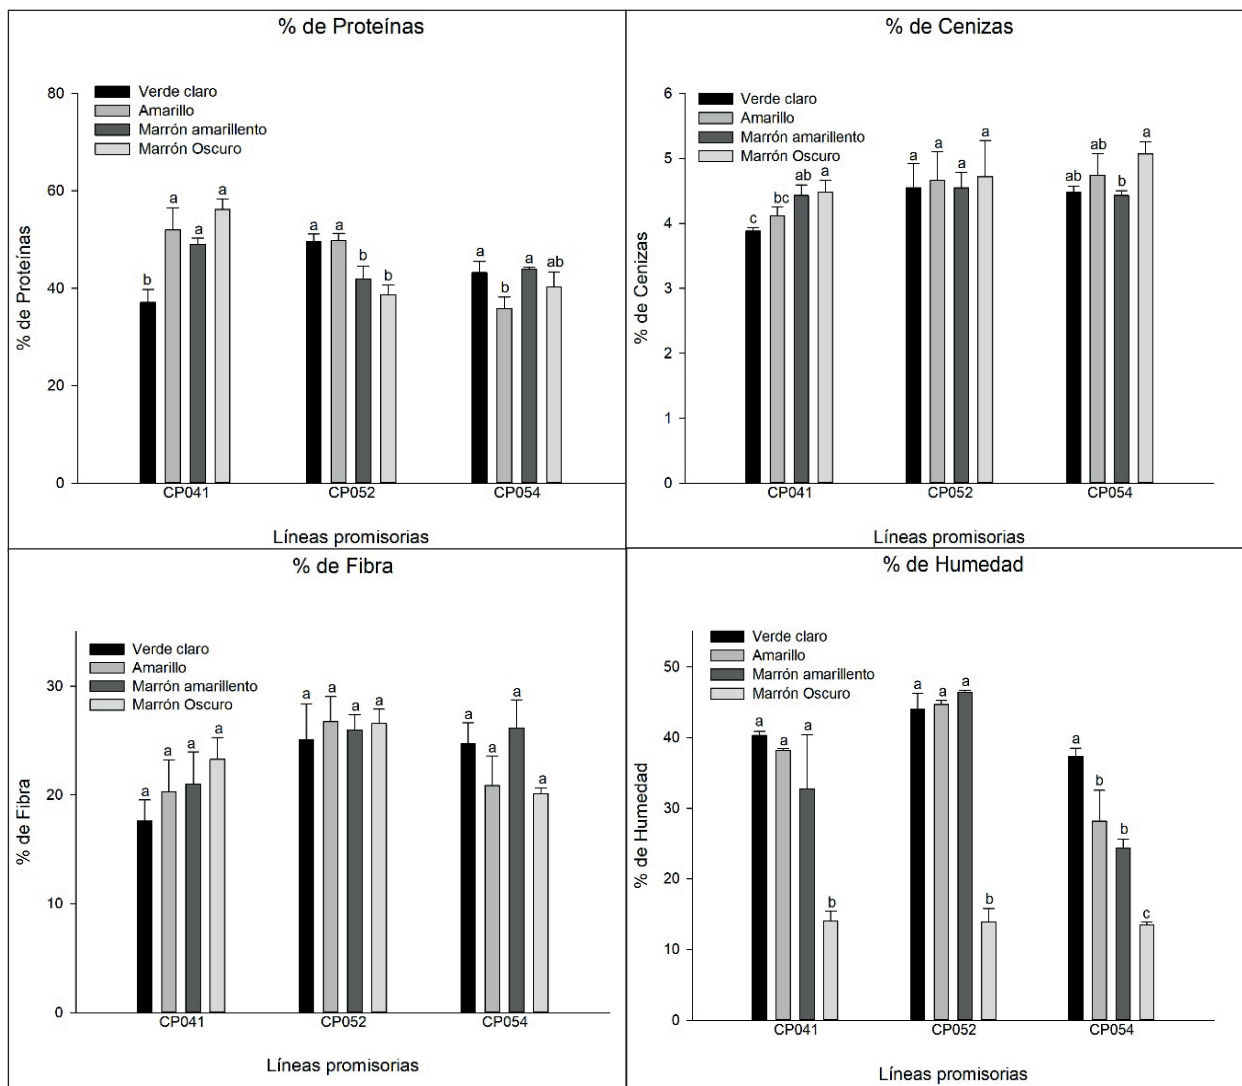 % de Proteínas
Verde claro
Amarillo
Marrón amarillento
Marrón Oscuro
% de Proteínas
80
60
40
20
0
b
a
a
a
a
a
b
b
a
b
a
ab
CP041
CP052
CP054
Líneas promisorias
% de Cenizas
Verde claro
Amarillo
Marrón amarillento
Marrón Oscuro
% de Cenizas
6
5
4
3
2
1
0
c
bc
ab
a
a
a
a
a
ab
ab
b
a
CP041
CP052
CP054
Líneas promisorias
% de Fibra
Verde claro
Amarillo
Marrón amarillento
Marrón Oscuro
% de Fibra
30
20
10
0
a
a
a
a
a
a
a
a
a
a
a
a
CP041
CP052
CP054
Líneas promisorias
% de Humedad
Verde claro
Amarillo
Marrón amarillento
Marrón Oscuro
% de Humedad
50
40
30
20
10
0
a
a
a
b
a
a
a
b
a
b
b
c
CP041
CP052
CP054
Líneas promisorias